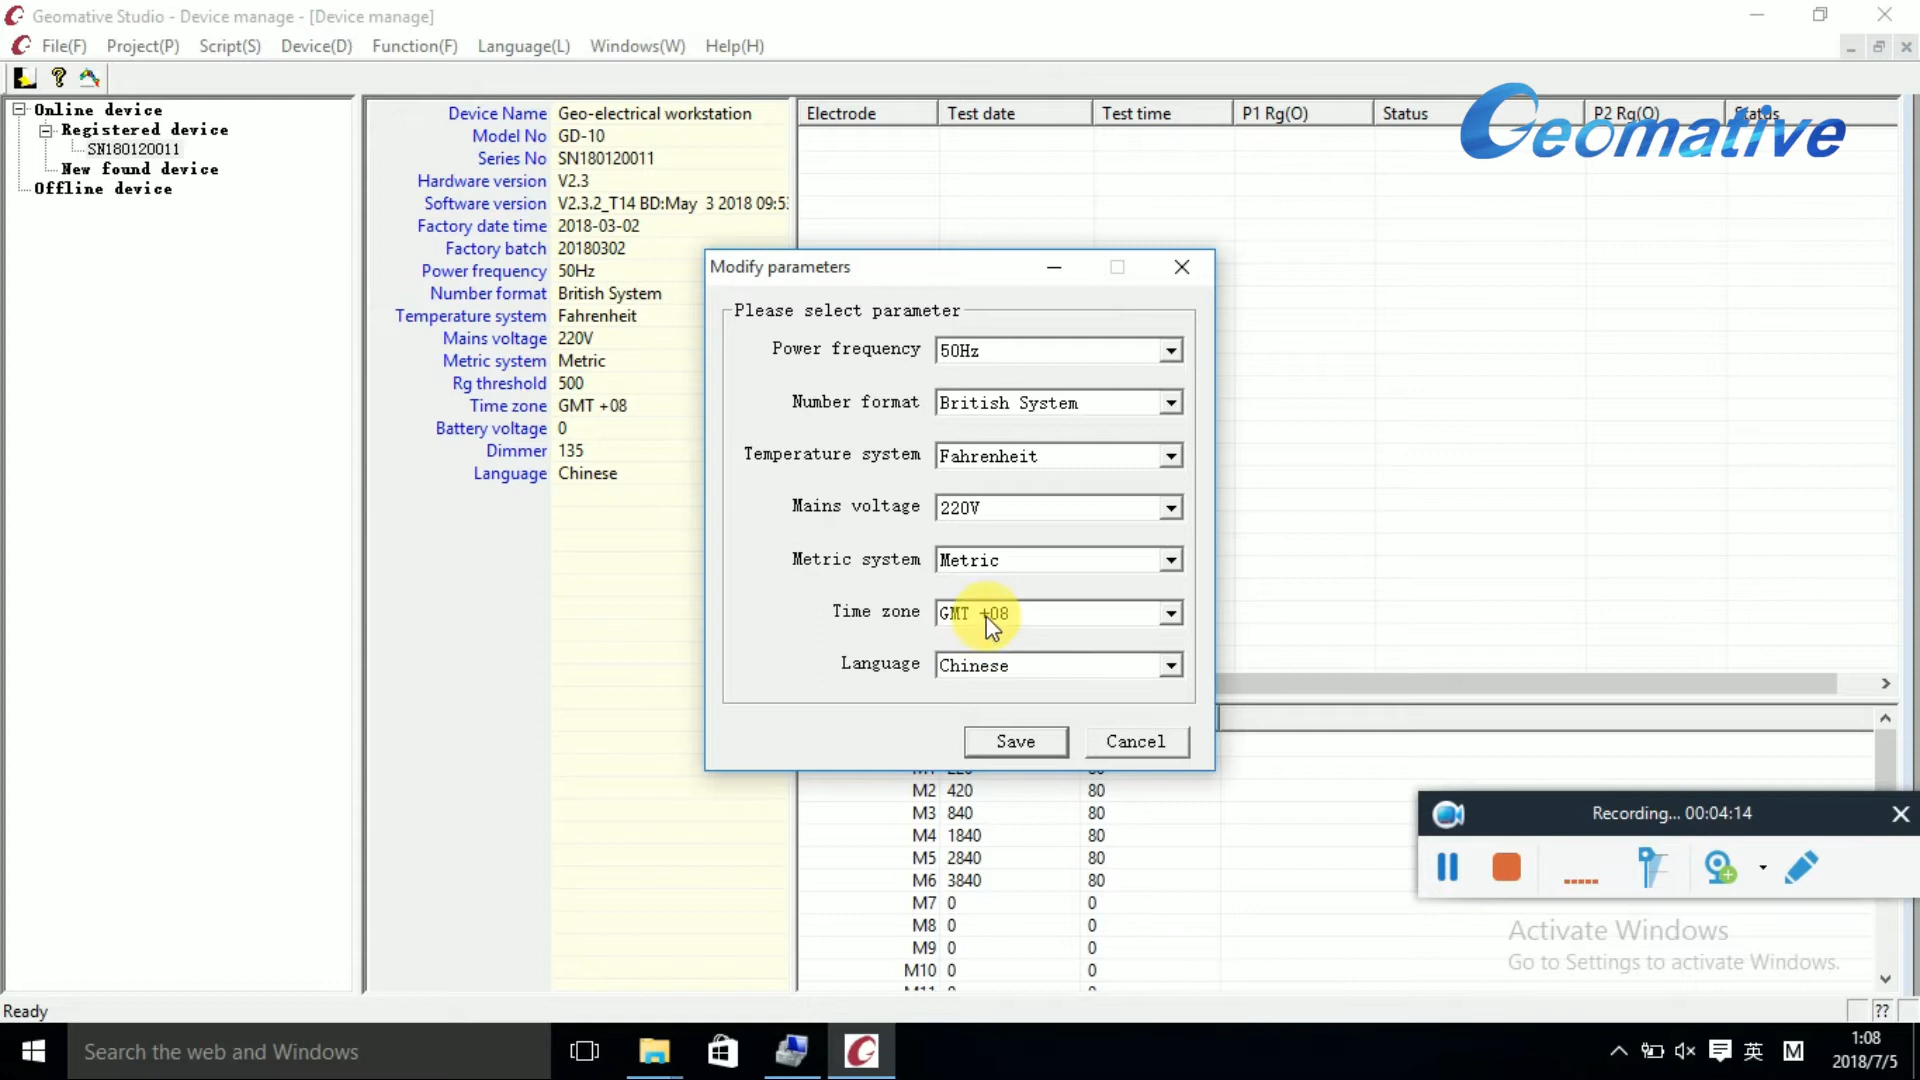 Geomative Studio - Device manage - [Device manage]
File(F) Project(P) Script(S) Device(D) Function(F) Language(L) Windows(W) Help(H)
Online device
Registered device
SN180120011
New found device
Offline device
Device Name Geo-electrical workstation
Model No GD-10
Series No SN180120011
Hardware version V2.3
Software version V2.3.2_T14 BD:May 3 2018 09:5
Factory date time 2018-03-02
Factory batch 20180302
Power frequency 50Hz
Number format British System
Temperature system Fahrenheit
Mains voltage 220V
Metric system Metric
Rg threshold 500
Time zone GMT +08
Battery voltage 0
Dimmer 135
Language Chinese
Electrode Test date Test time P1 Rg(O) Status P2 Rg(O) Status
Geomative
Modify parameters
Please select parameter
Power frequency 50Hz
Number format British System
Temperature system Fahrenheit
Mains voltage 220V
Metric system Metric
Time zone GMT +08
Language Chinese
Save Cancel
M2 420 80
M3 840 80
M4 1840 80
M5 2840 80
M6 3840 80
M7 0 0
M8 0 0
M9 0 0
M10 0 0
Recording... 00:04:14
Activate Windows
Go to Settings to activate Windows.
Ready
??
Search the web and Windows
英
M
1:08
2018/7/5